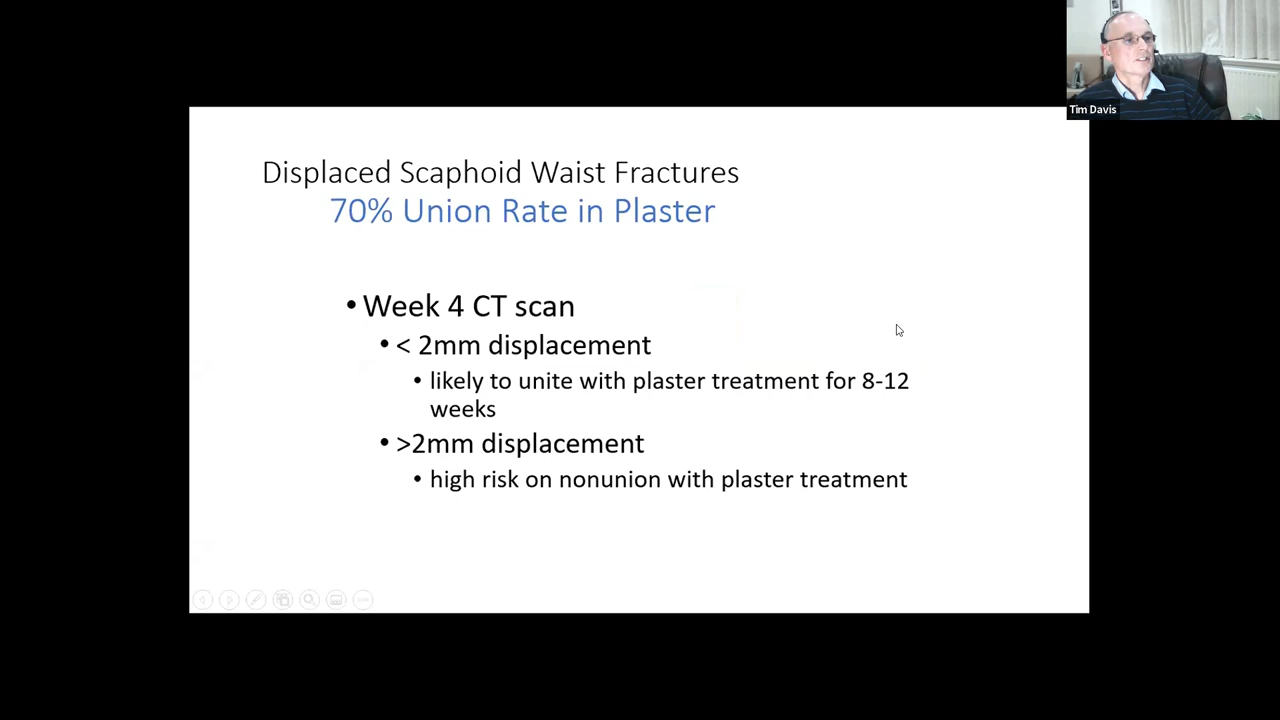 Tim Davis
Displaced Scaphoid Waist Fractures
70% Union Rate in Plaster
• Week 4 CT scan
• < 2mm displacement
• likely to unite with plaster treatment for 8-12
weeks
• >2mm displacement
• high risk on nonunion with plaster treatment